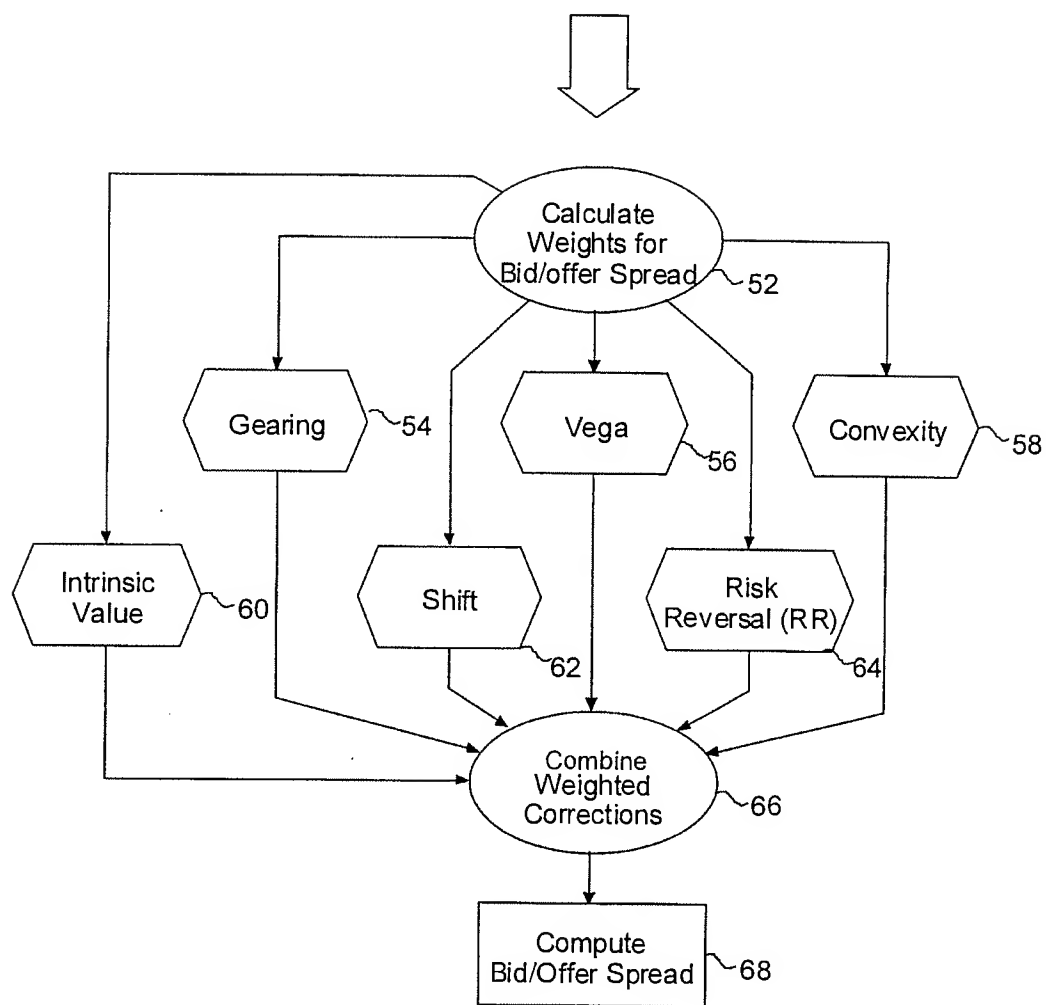 Calculate
Weights for
Bid/offer Spread
52
Gearing
54
Vega
56
Convexity
58
Intrinsic
Value
60
Shift
62
Risk
Reversal (RR)
64
Combine
Weighted
Corrections
66
Compute
Bid/Offer Spread
68